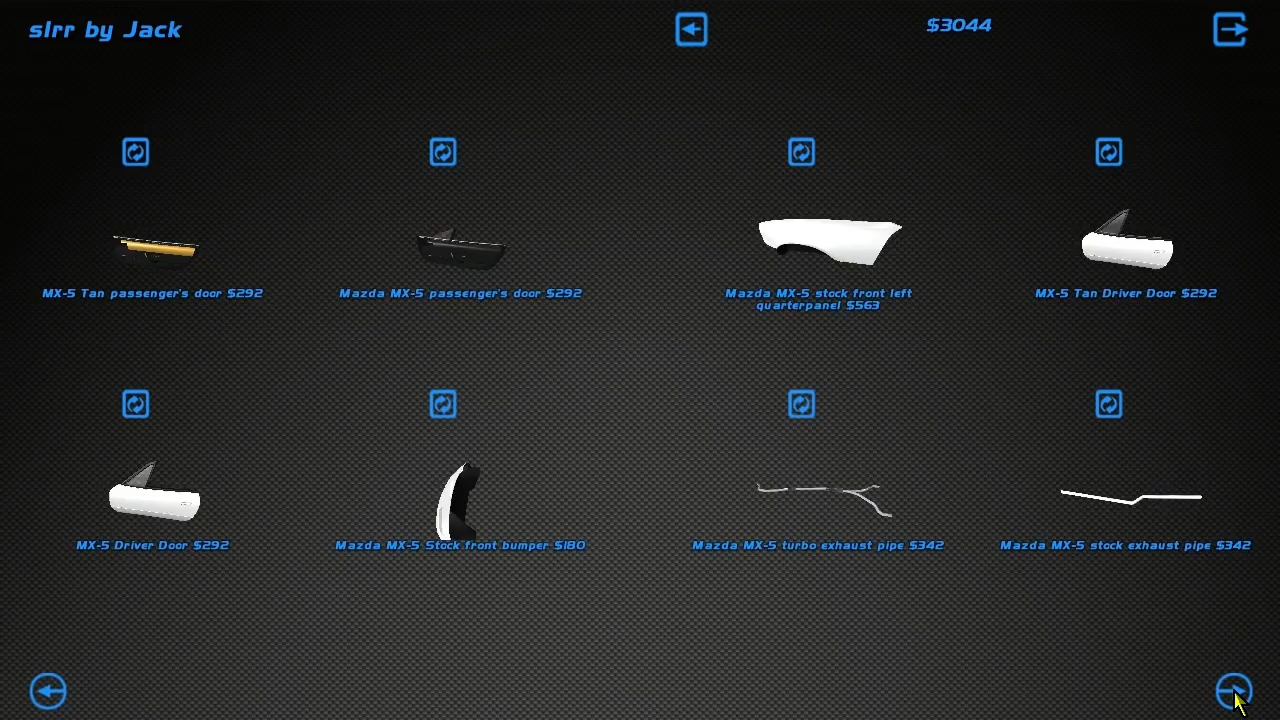 slrr by Jack
$3044
MX-5 Tan passenger's door $292
Mazda MX-5 passenger's door $292
Mazda MX-5 stock front left
quarterpanel $563
MX-5 Tan Driver Door $292
MX-5 Driver Door $292
Mazda MX-5 Stock front bumper $180
Mazda MX-5 turbo exhaust pipe $342
Mazda MX-5 stock exhaust pipe $342